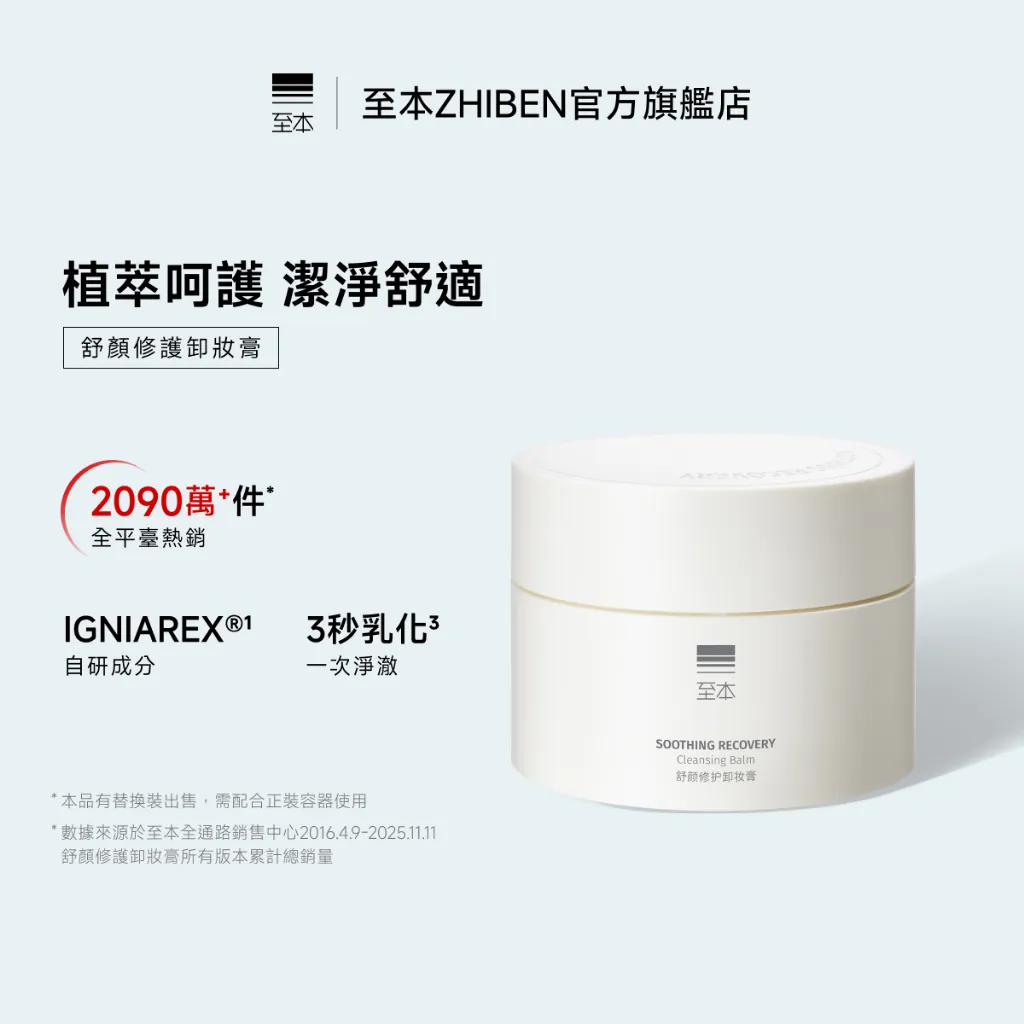 至本
至本ZHIBEN官方旗艦店
植萃呵護 潔淨舒適
舒顏修護卸妝膏
2090萬+件*
全平臺熱銷
IGNIAREX®1
自研成分
3秒乳化3
一次淨澈
至本
SOOTHING RECOVERY
Cleansing Balm
舒颜修护卸妆膏
*本品有替換裝出售，需配合正裝容器使用
*數據來源於至本全通路銷售中心2016.4.9-2025.11.11
舒顏修護卸妝膏所有版本累計總銷量